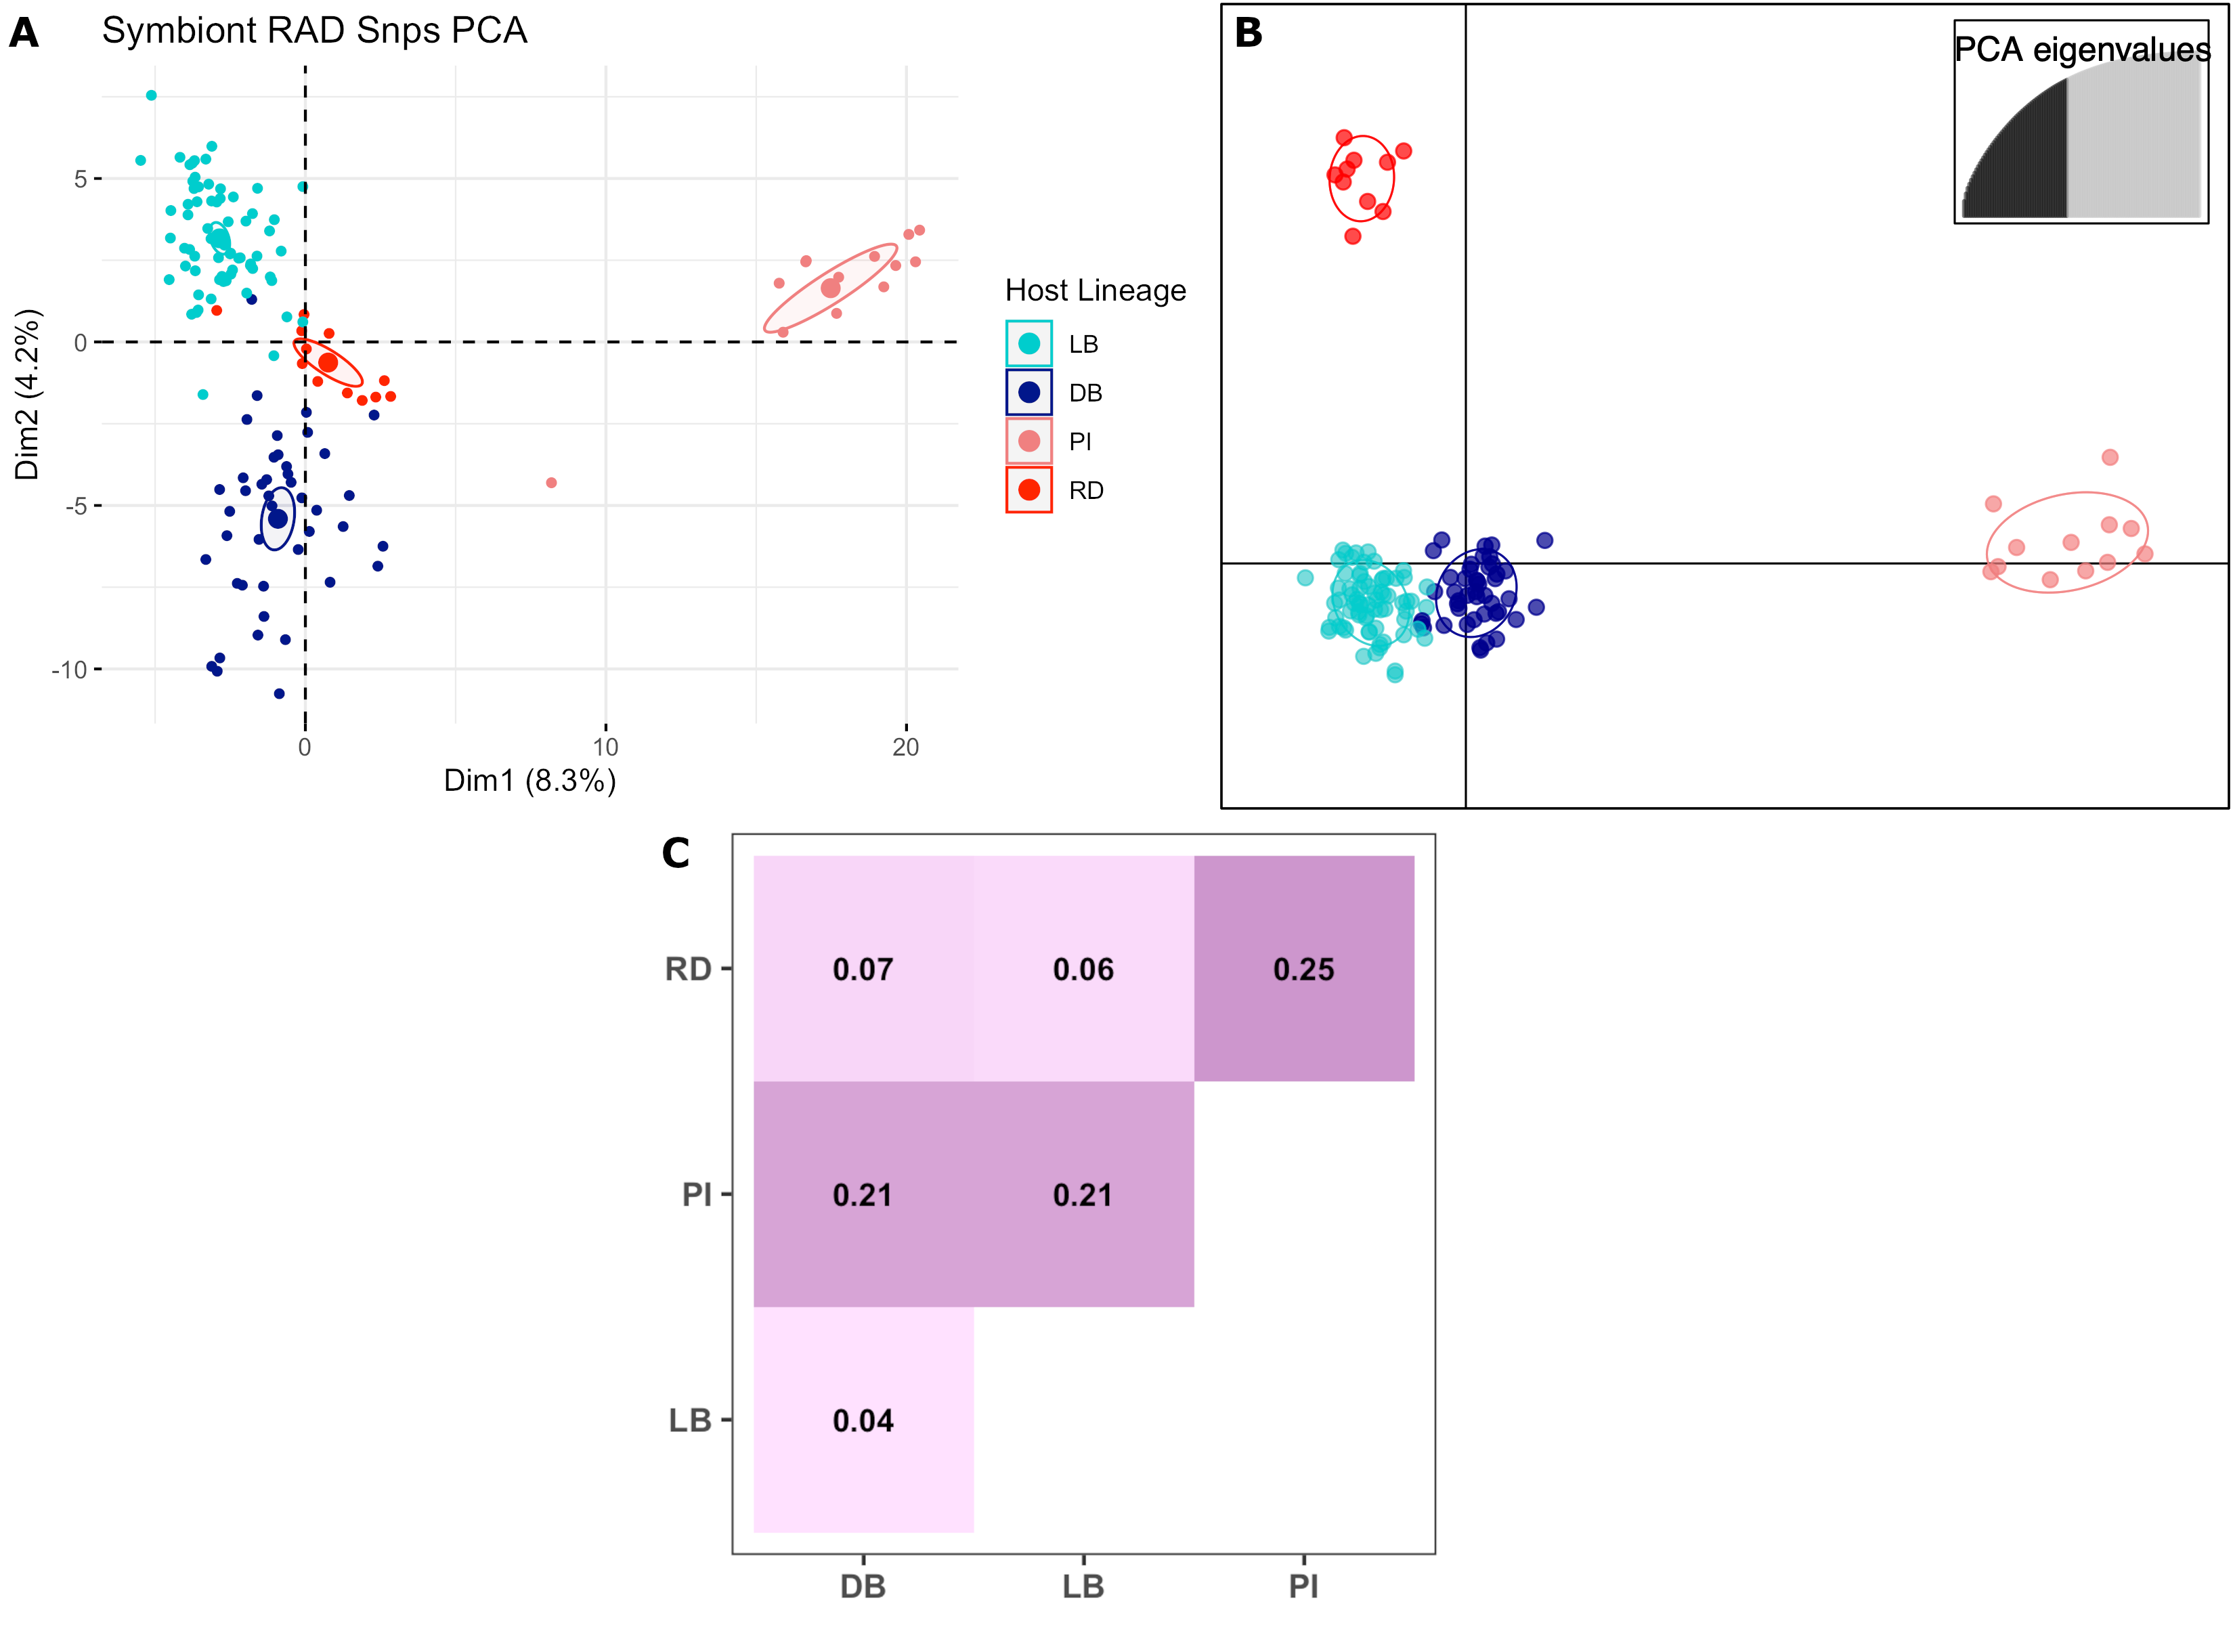 A
Symbiont RAD Snps PCA
5
0
-5
-10
Dim2 (4.2%)
0
10
20
Dim1 (8.3%)
Host Lineage
LB
DB
PI
RD
B
PCA eigenvalues
C
RD
0.07
0.06
0.25
PI
0.21
0.21
LB
0.04
DB
LB
PI